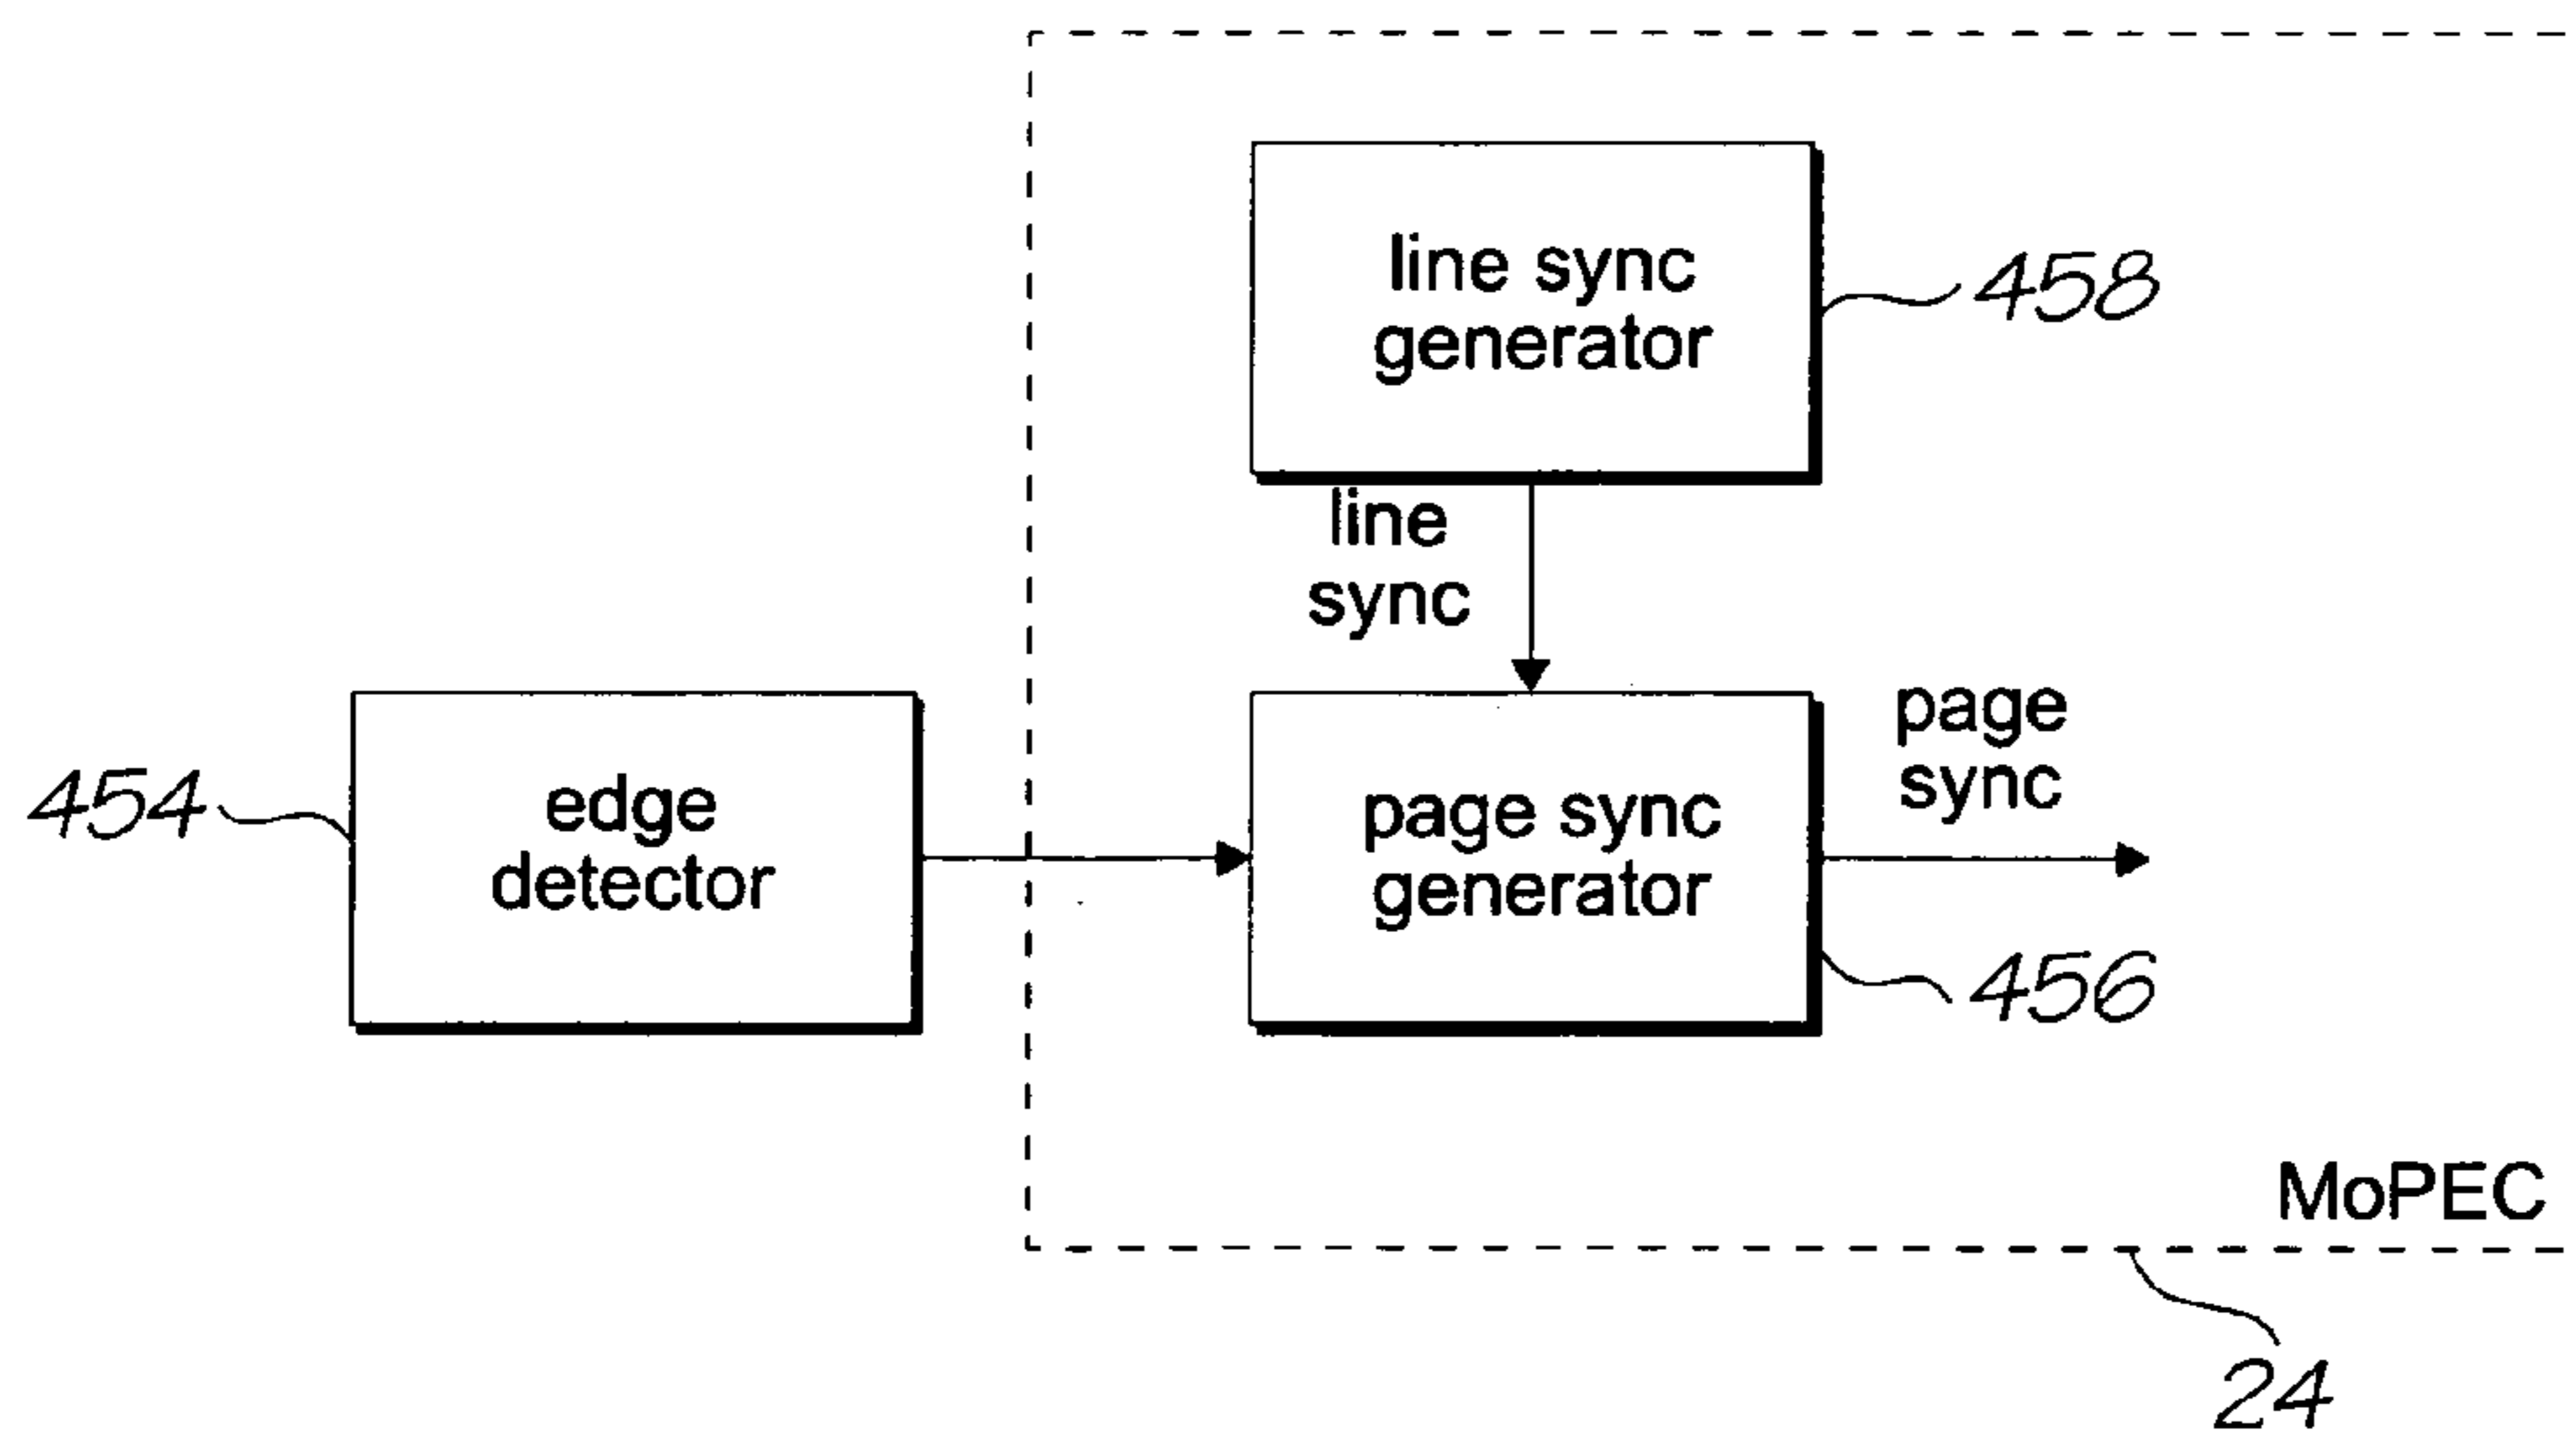 line sync
generator
458
line
sync
454
edge
detector
page sync
generator
page
sync
456
MoPEC
24